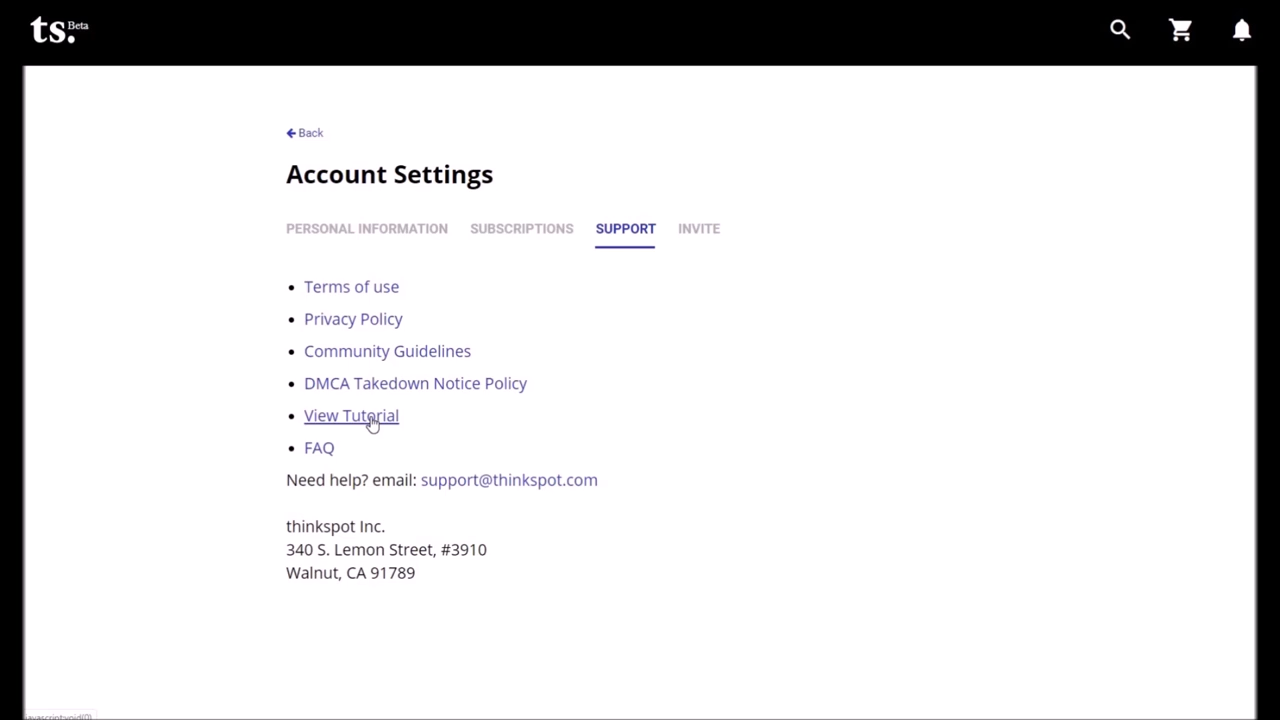 ts. Beta
Back
Account Settings
PERSONAL INFORMATION SUBSCRIPTIONS SUPPORT INVITE
Terms of use
Privacy Policy
Community Guidelines
DMCA Takedown Notice Policy
View Tutorial
FAQ
Need help? email: support@thinkspot.com
thinkspot Inc.
340 S. Lemon Street, #3910
Walnut, CA 91789